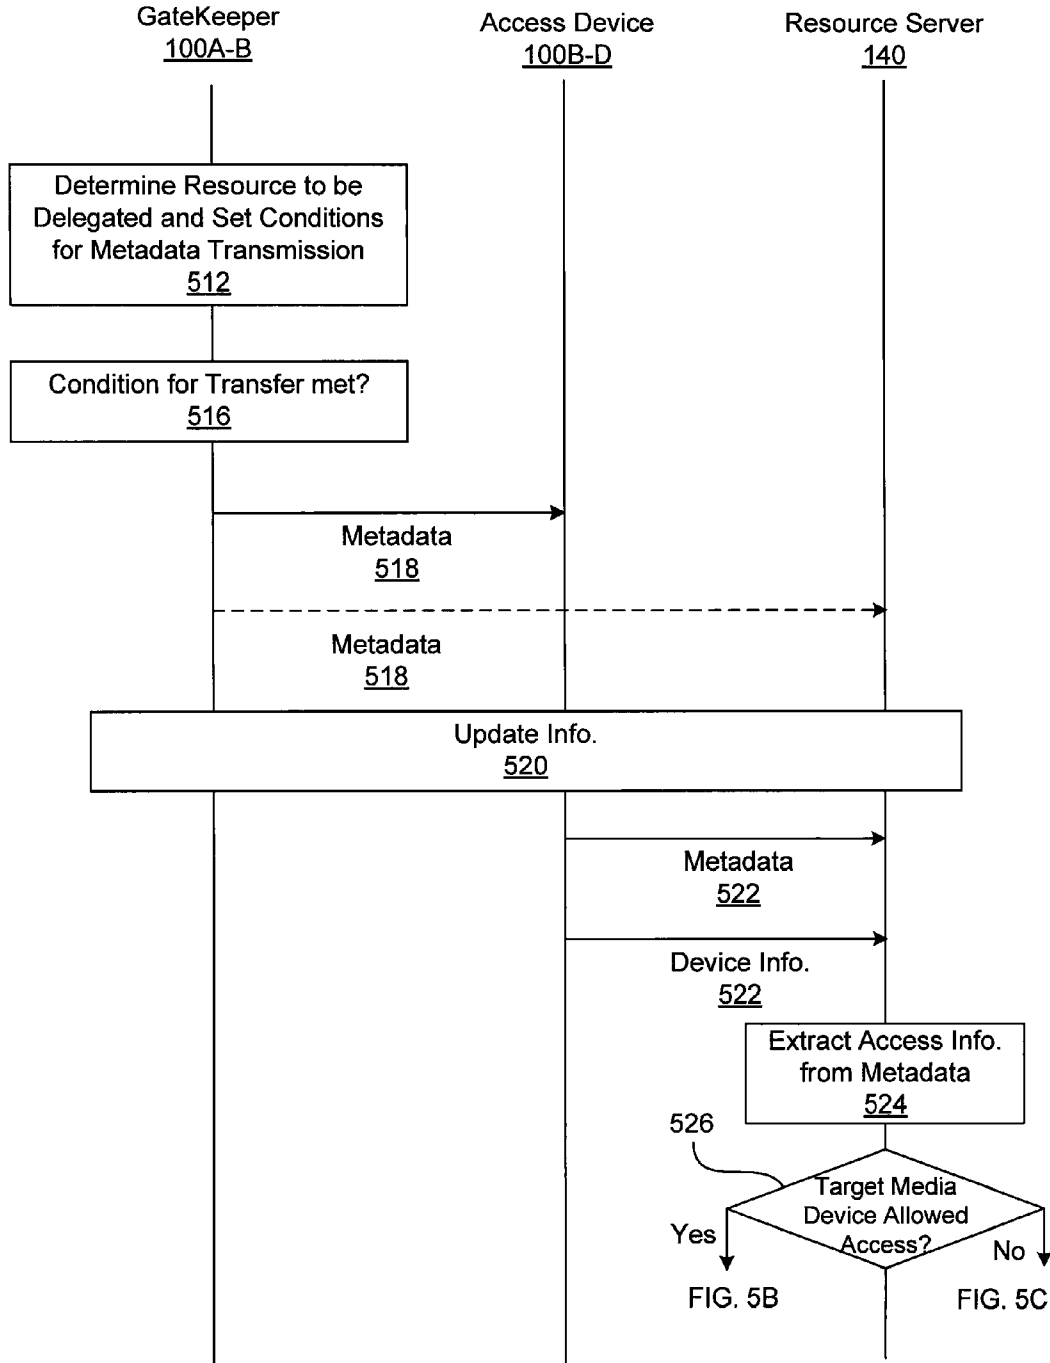 GateKeeper
100A-B
Access Device
100B-D
Resource Server
140
Determine Resource to be
Delegated and Set Conditions
for Metadata Transmission
512
Condition for Transfer met?
516
Metadata
518
Metadata
518
Update Info.
520
Metadata
522
Device Info.
522
Extract Access Info.
from Metadata
524
526
Target Media
Device Allowed
Access?
Yes
No
FIG. 5B
FIG. 5C